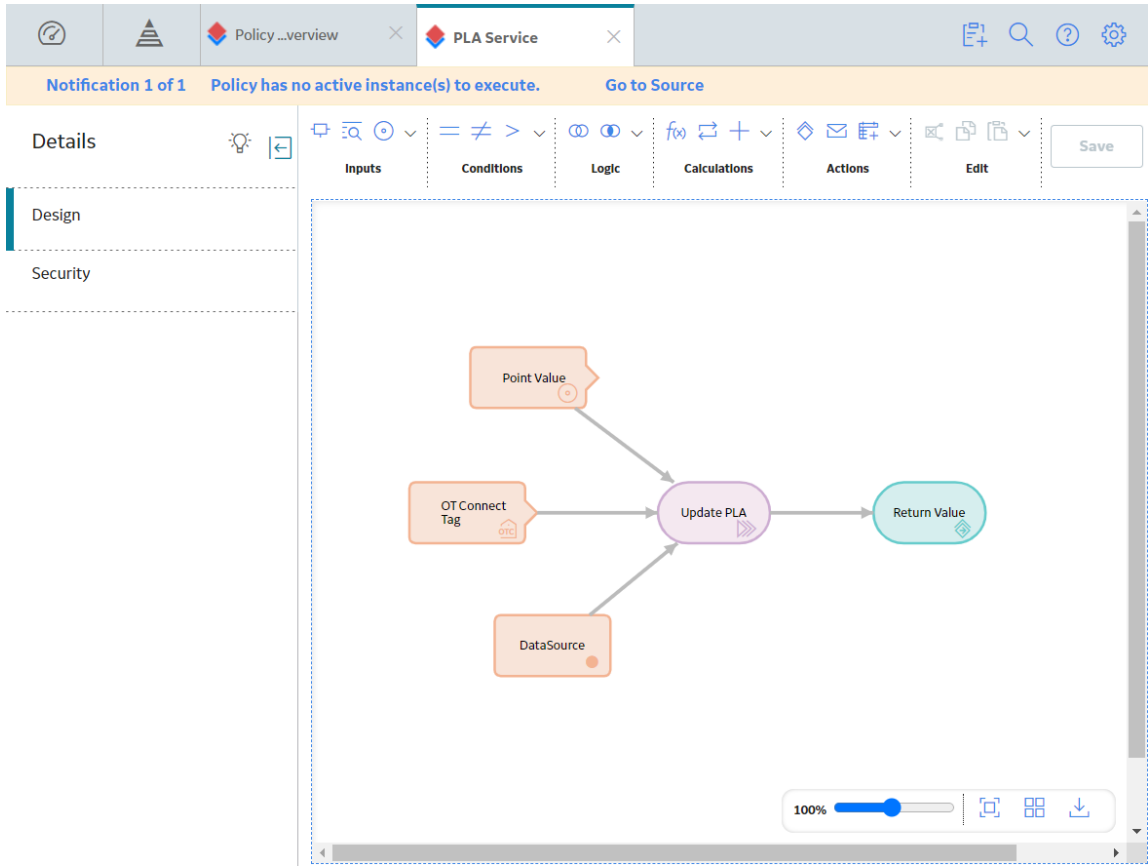 Policy ...verview
PLA Service
Notification 1 of 1 Policy has no active instance(s) to execute. Go to Source
Details
Design
Security
f(x)
Inputs Conditions Logic Calculations Actions Edit
Save
Point Value
OT Connect
Tag
OTC
Update PLA
Return Value
DataSource
100%